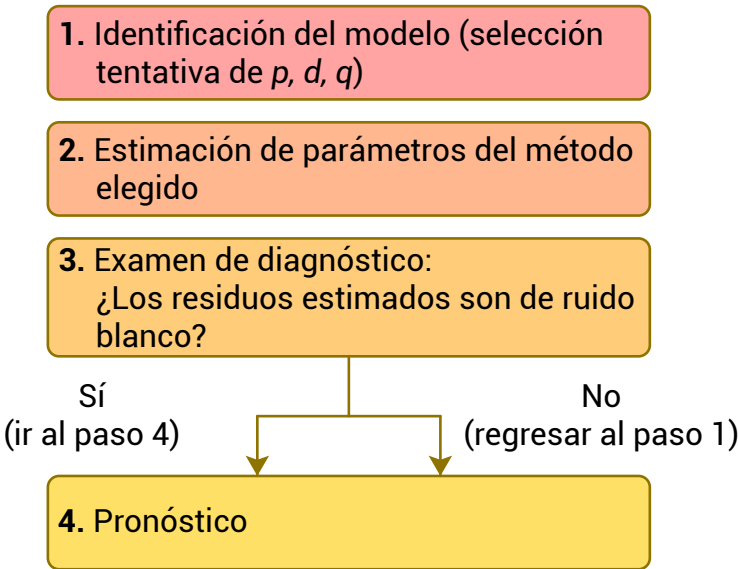 1. Identificación del modelo (selección
tentativa de p, d, q)
2. Estimación de parámetros del método
elegido
3. Examen de diagnóstico:
¿Los residuos estimados son de ruido
blanco?
Sí
(ir al paso 4)
No
(regresar al paso 1)
4. Pronóstico